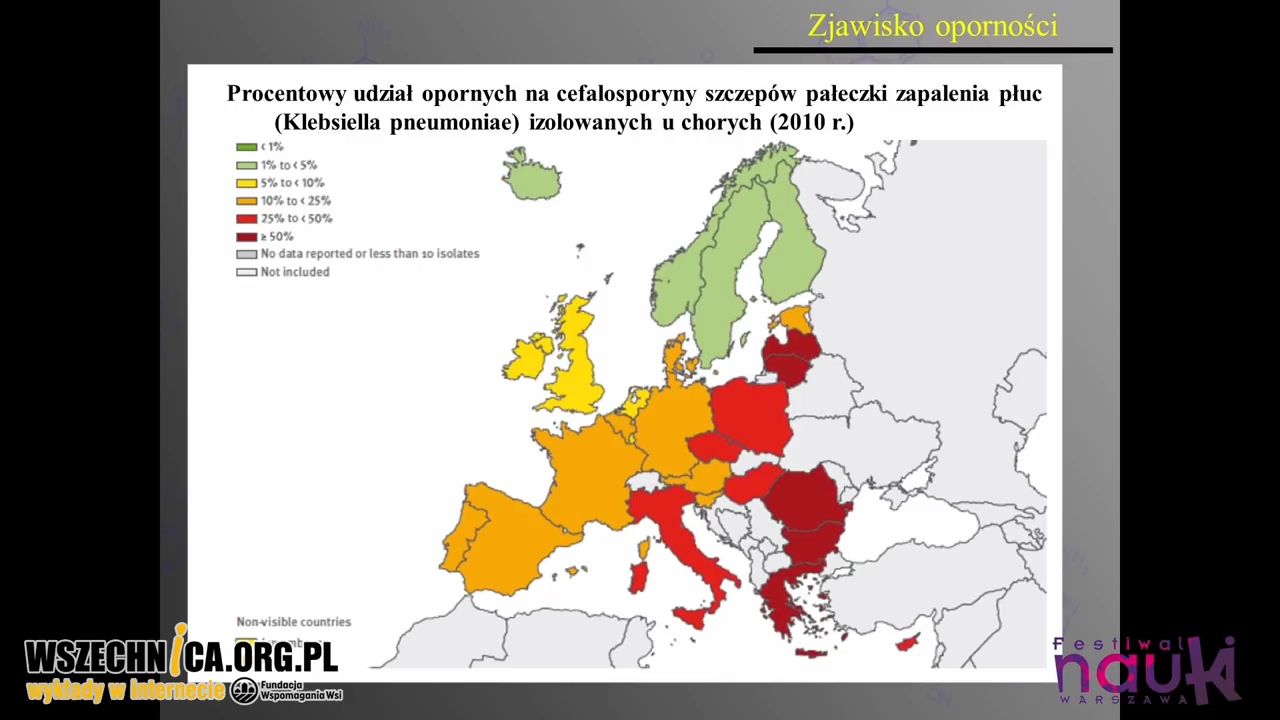 Zjawisko oporności
Procentowy udział opornych na cefalosporyny szczepów pałeczki zapalenia płuc
(Klebsiella pneumoniae) izolowanych u chorych (2010 r.)
< 1%
1% to < 5%
5% to < 10%
10% to < 25%
25% to < 50%
≥ 50%
No data reported or less than 10 isolates
Not included
Non-visible countries
WSZECHNICA.ORG.PL
wykłady w Internecie
Fundacja
Wspomagania Wsi
Festiwal
nauki
WARSZAWA